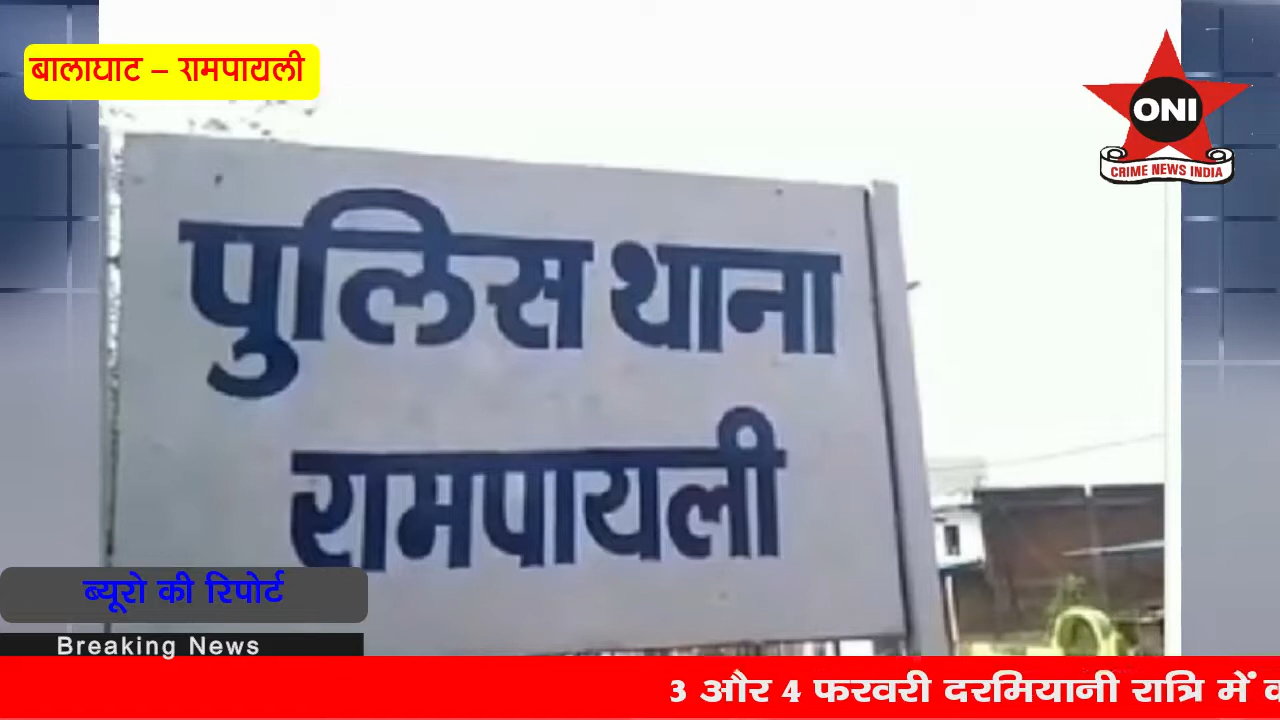 बालाघाट – रामपायली
ONI
CRIME NEWS INDIA
पुलिस थाना
रामपायली
ब्यूरो की रिपोर्ट
Breaking News
3 और 4 फरवरी दरमियानी रात्रि में